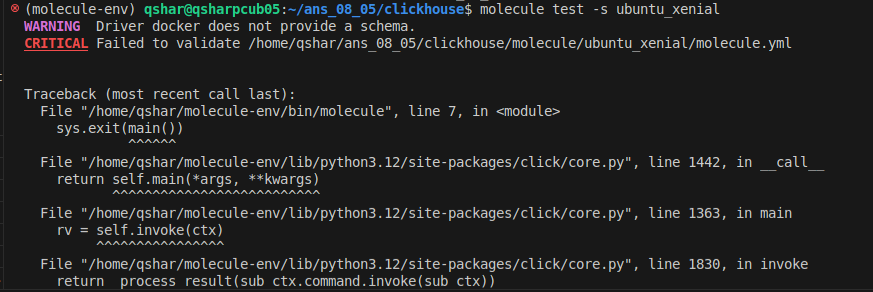 (molecule-env) qshar@qsharpcub05:~/ans_08_05/clickhouse$ molecule test -s ubuntu_xenial
WARNING  Driver docker does not provide a schema.
CRITICAL Failed to validate /home/qshar/ans_08_05/clickhouse/molecule/ubuntu_xenial/molecule.yml
Traceback (most recent call last):
  File "/home/qshar/molecule-env/bin/molecule", line 7, in <module>
    sys.exit(main())
             ^^^^^^
  File "/home/qshar/molecule-env/lib/python3.12/site-packages/click/core.py", line 1442, in __call__
    return self.main(*args, **kwargs)
           ^^^^^^^^^^^^^^^^^^^^^^^^^^
  File "/home/qshar/molecule-env/lib/python3.12/site-packages/click/core.py", line 1363, in main
    rv = self.invoke(ctx)
         ^^^^^^^^^^^^^^^^
  File "/home/qshar/molecule-env/lib/python3.12/site-packages/click/core.py", line 1830, in invoke
    return _process_result(sub_ctx.command.invoke(sub_ctx))